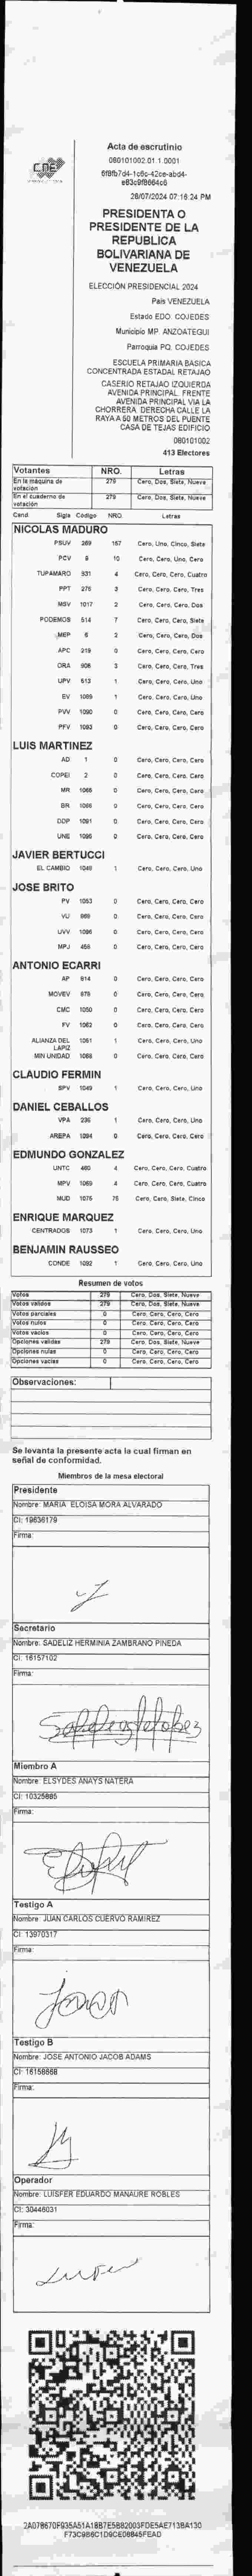 CNE
Acta de escrutinio
080101002.01.1.0001
28/07/2024 07:16:24 PM
PRESIDENTA O
PRESIDENTE DE LA
REPUBLICA
BOLIVARIANA DE
VENEZUELA
ELECCIÓN PRESIDENCIAL 2024
País VENEZUELA
Estado EDO. COJEDES
Municipio MP. ANZOATEGUI
Parroquia PQ. COJEDES
ESCUELA PRIMARIA BASICA
CONCENTRADA ESTADAL RETAJAO
CASERIO RETAJAO IZQUIERDA
AVENIDA PRINCIPAL. FRENTE
AVENIDA PRINCIPAL VIA LA
CHORRERA. DERECHA CALLE LA
RAYA A 50 METROS DEL PUENTE
CASA DE TEJAS EDIFICIO
080101002
413 Electores
Votantes NRO. Letras
En la máquina de votación 279 Cero, Dos, Siete, Nueve
En el cuaderno de votación 279 Cero, Dos, Siete, Nueve
Cand. Sigla Código NRO. Letras
NICOLAS MADURO
PSUV 269 157 Cero, Uno, Cinco, Siete
PCV 8 10 Cero, Cero, Uno, Cero
TUPAMARO 331 4 Cero, Cero, Cero, Cuatro
PPT 275 3 Cero, Cero, Cero, Tres
MSV 1017 2 Cero, Cero, Cero, Dos
PODEMOS 514 7 Cero, Cero, Cero, Siete
MEP 6 2 Cero, Cero, Cero, Dos
APC 219 0 Cero, Cero, Cero, Cero
ORA 906 3 Cero, Cero, Cero, Tres
UPV 513 1 Cero, Cero, Cero, Uno
EV 1089 1 Cero, Cero, Cero, Uno
PVV 1090 0 Cero, Cero, Cero, Cero
PFV 1093 0 Cero, Cero, Cero, Cero
LUIS MARTINEZ
AD 1 0 Cero, Cero, Cero, Cero
COPEI 2 0 Cero, Cero, Cero, Cero
MR 1066 0 Cero, Cero, Cero, Cero
BR 1098 0 Cero, Cero, Cero, Cero
DDP 1091 0 Cero, Cero, Cero, Cero
UNE 1095 0 Cero, Cero, Cero, Cero
JAVIER BERTUCCI
EL CAMBIO 1048 1 Cero, Cero, Cero, Uno
JOSE BRITO
PV 1053 0 Cero, Cero, Cero, Cero
VU 969 0 Cero, Cero, Cero, Cero
UVV 1096 0 Cero, Cero, Cero, Cero
MPJ 455 0 Cero, Cero, Cero, Cero
ANTONIO ECARRI
AP 614 0 Cero, Cero, Cero, Cero
MOVEV 678 0 Cero, Cero, Cero, Cero
CMC 1050 0 Cero, Cero, Cero, Cero
FV 1062 0 Cero, Cero, Cero, Cero
ALIANZA DEL LAPIZ 1051 1 Cero, Cero, Cero, Uno
MIN UNIDAD 1068 0 Cero, Cero, Cero, Cero
CLAUDIO FERMIN
SPV 1049 1 Cero, Cero, Cero, Uno
DANIEL CEBALLOS
VPA 236 1 Cero, Cero, Cero, Uno
AREPA 1094 0 Cero, Cero, Cero, Cero
EDMUNDO GONZALEZ
UNTC 480 4 Cero, Cero, Cero, Cuatro
MPV 1069 4 Cero, Cero, Cero, Cuatro
MUD 1075 75 Cero, Cero, Siete, Cinco
ENRIQUE MARQUEZ
CENTRADOS 1073 1 Cero, Cero, Cero, Uno
BENJAMIN RAUSSEO
CONDE 1092 1 Cero, Cero, Cero, Uno
Resumen de votos
Votos 279 Cero, Dos, Siete, Nueve
Votos validos 279 Cero, Dos, Siete, Nueve
Votos parciales 0 Cero, Cero, Cero, Cero
Votos nulos 0 Cero, Cero, Cero, Cero
Votos vacios 0 Cero, Cero, Cero, Cero
Opciones validas 279 Cero, Dos, Siete, Nueve
Opciones nulas 0 Cero, Cero, Cero, Cero
Opciones vacias 0 Cero, Cero, Cero, Cero
Observaciones:
Se levanta la presente acta la cual firman en
señal de conformidad.
Miembros de la mesa electoral
Presidente
Nombre: MARIA ELOISA MORA ALVARADO
CI: 19636179
Firma:
Secretario
Nombre: SADELIZ HERMINIA ZAMBRANO PINEDA
CI: 16157102
Firma:
Miembro A
Nombre: ELSYDES ANAYS NATERA
CI: 10325685
Firma:
Testigo A
Nombre: JUAN CARLOS CUERVO RAMIREZ
CI: 13970317
Firma:
Testigo B
Nombre: JOSE ANTONIO JACOB ADAMS
CI: 16158668
Firma:
Operador
Nombre: LUISFER EDUARDO MANAURE ROBLES
CI: 30446031
Firma: